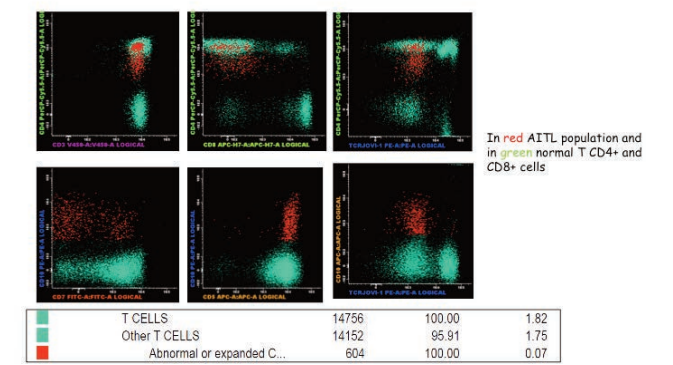 CD4 PerCP-Cy5.5-A:PerCP-Cy5.5-A LOG
CD3 V450-A:V450-A LOGICAL
CD4 PerCP-Cy5.5-A:PerCP-Cy5.5-A LOGI
CD8 APC-H7-A:APC-H7-A LOGICAL
CD4 PerCP-Cy5.5-A:PerCP-Cy5.5-A LOG
TCRJOVI-1 PE-A:PE-A LOGICAL
In red AITL population and
in green normal T CD4+ and
CD8+ cells
CD10 PE-A:PE-A LOGICAL
CD7 FITC-A:FITC-A LOGICAL
CD10 PE-A:PE-A LOGICAL
CD5 APC-A:APC-A LOGICAL
CD10 APC-A:APC-A LOGICAL
TCRJOVI-1 PE-A:PE-A LOGICAL
T CELLS 14756 100.00 1.82
Other T CELLS 14152 95.91 1.75
Abnormal or expanded C... 604 100.00 0.07